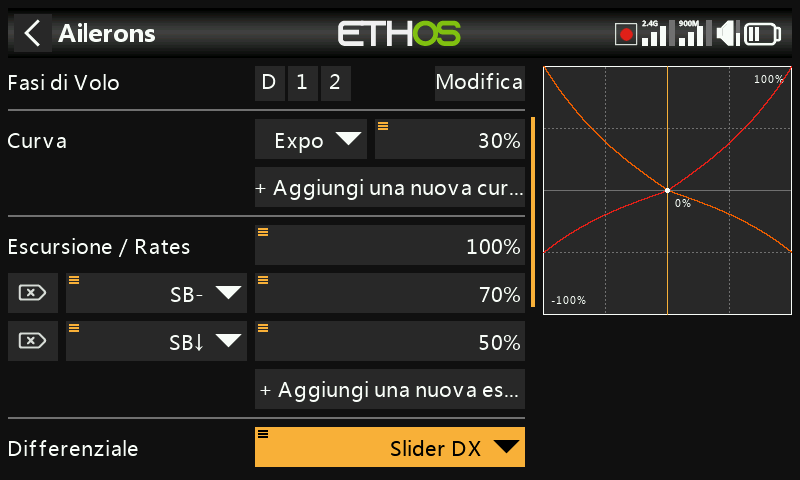 Ailerons
ETHOS
2.4G 900M
Fasi di Volo D 1 2 Modifica
Curva Expo 30%
+ Aggiungi una nuova cur...
Escursione / Rates 100%
SB- 70%
SB↓ 50%
+ Aggiungi una nuova es...
Differenziale Slider DX
100%
0%
-100%